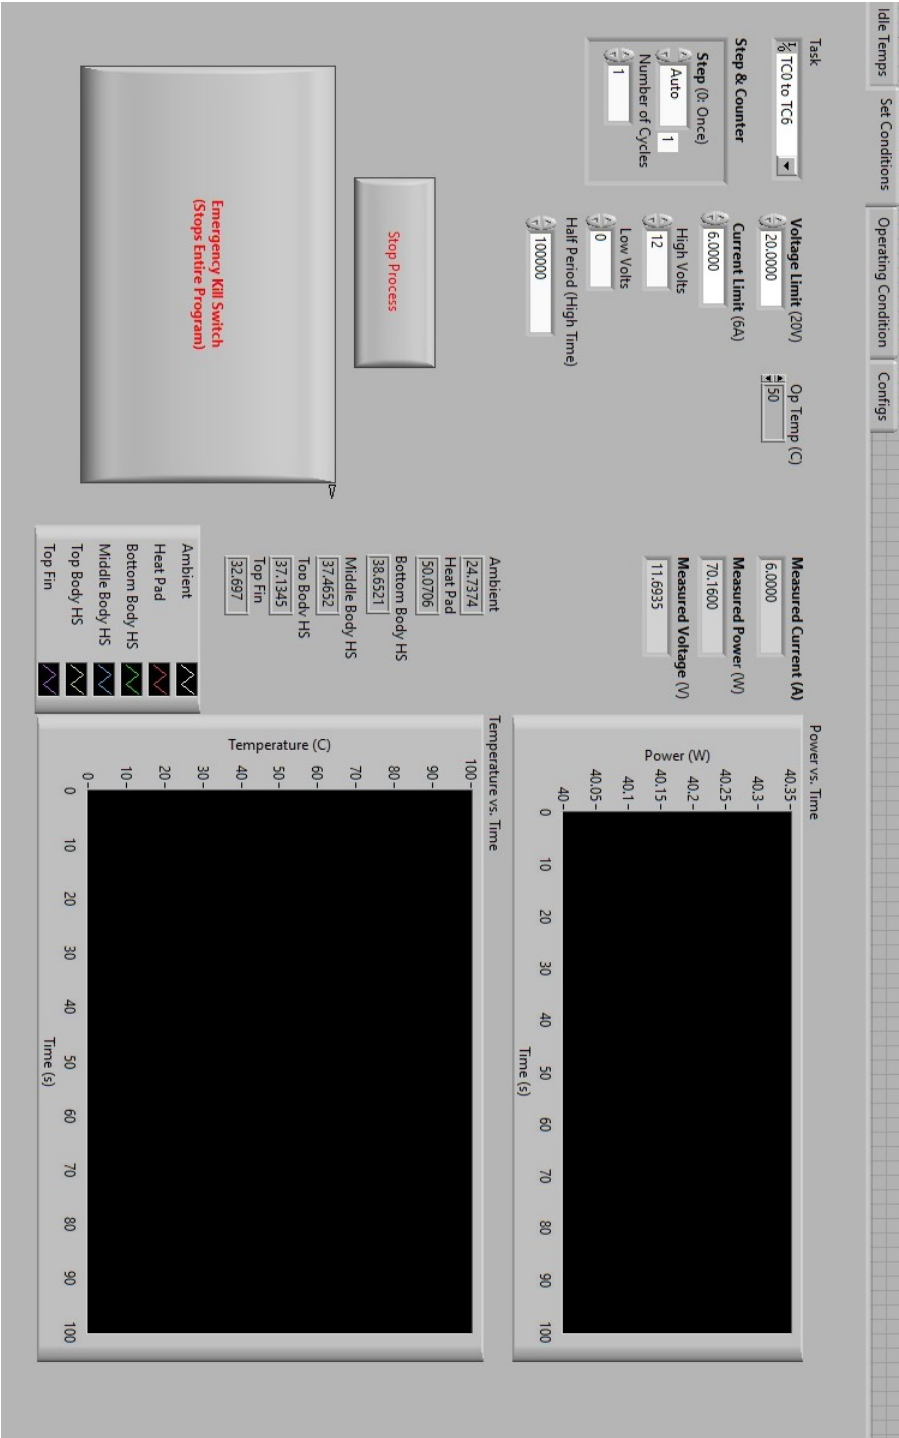 Idle Temps
Set Conditions
Operating Condition
Configs
Task
I/O TC0 to TC6
Step & Counter
Step (0: Once)
Auto
1
Number of Cycles
1
Voltage Limit (20V)
20.0000
Current Limit (6A)
6.0000
High Volts
12
Low Volts
0
Half Period (High Time)
100000
Op Temp (C)
50
Stop Process
Emergency Kill Switch
(Stops Entire Program)
Measured Current (A)
6.0000
Measured Power (W)
70.1600
Measured Voltage (V)
11.6935
Ambient
24.7374
Heat Pad
50.0706
Bottom Body HS
38.6521
Middle Body HS
37.4652
Top Body HS
37.1345
Top Fin
32.697
Ambient
Heat Pad
Bottom Body HS
Middle Body HS
Top Body HS
Top Fin
Power vs. Time
Power (W)
40.35
40.3
40.25
40.2
40.15
40.1
40.05
40
0 10 20 30 40 50 60 70 80 90 100
Time (s)
Temperature vs. Time
Temperature (C)
100
90
80
70
60
50
40
30
20
10
0
0 10 20 30 40 50 60 70 80 90 100
Time (s)